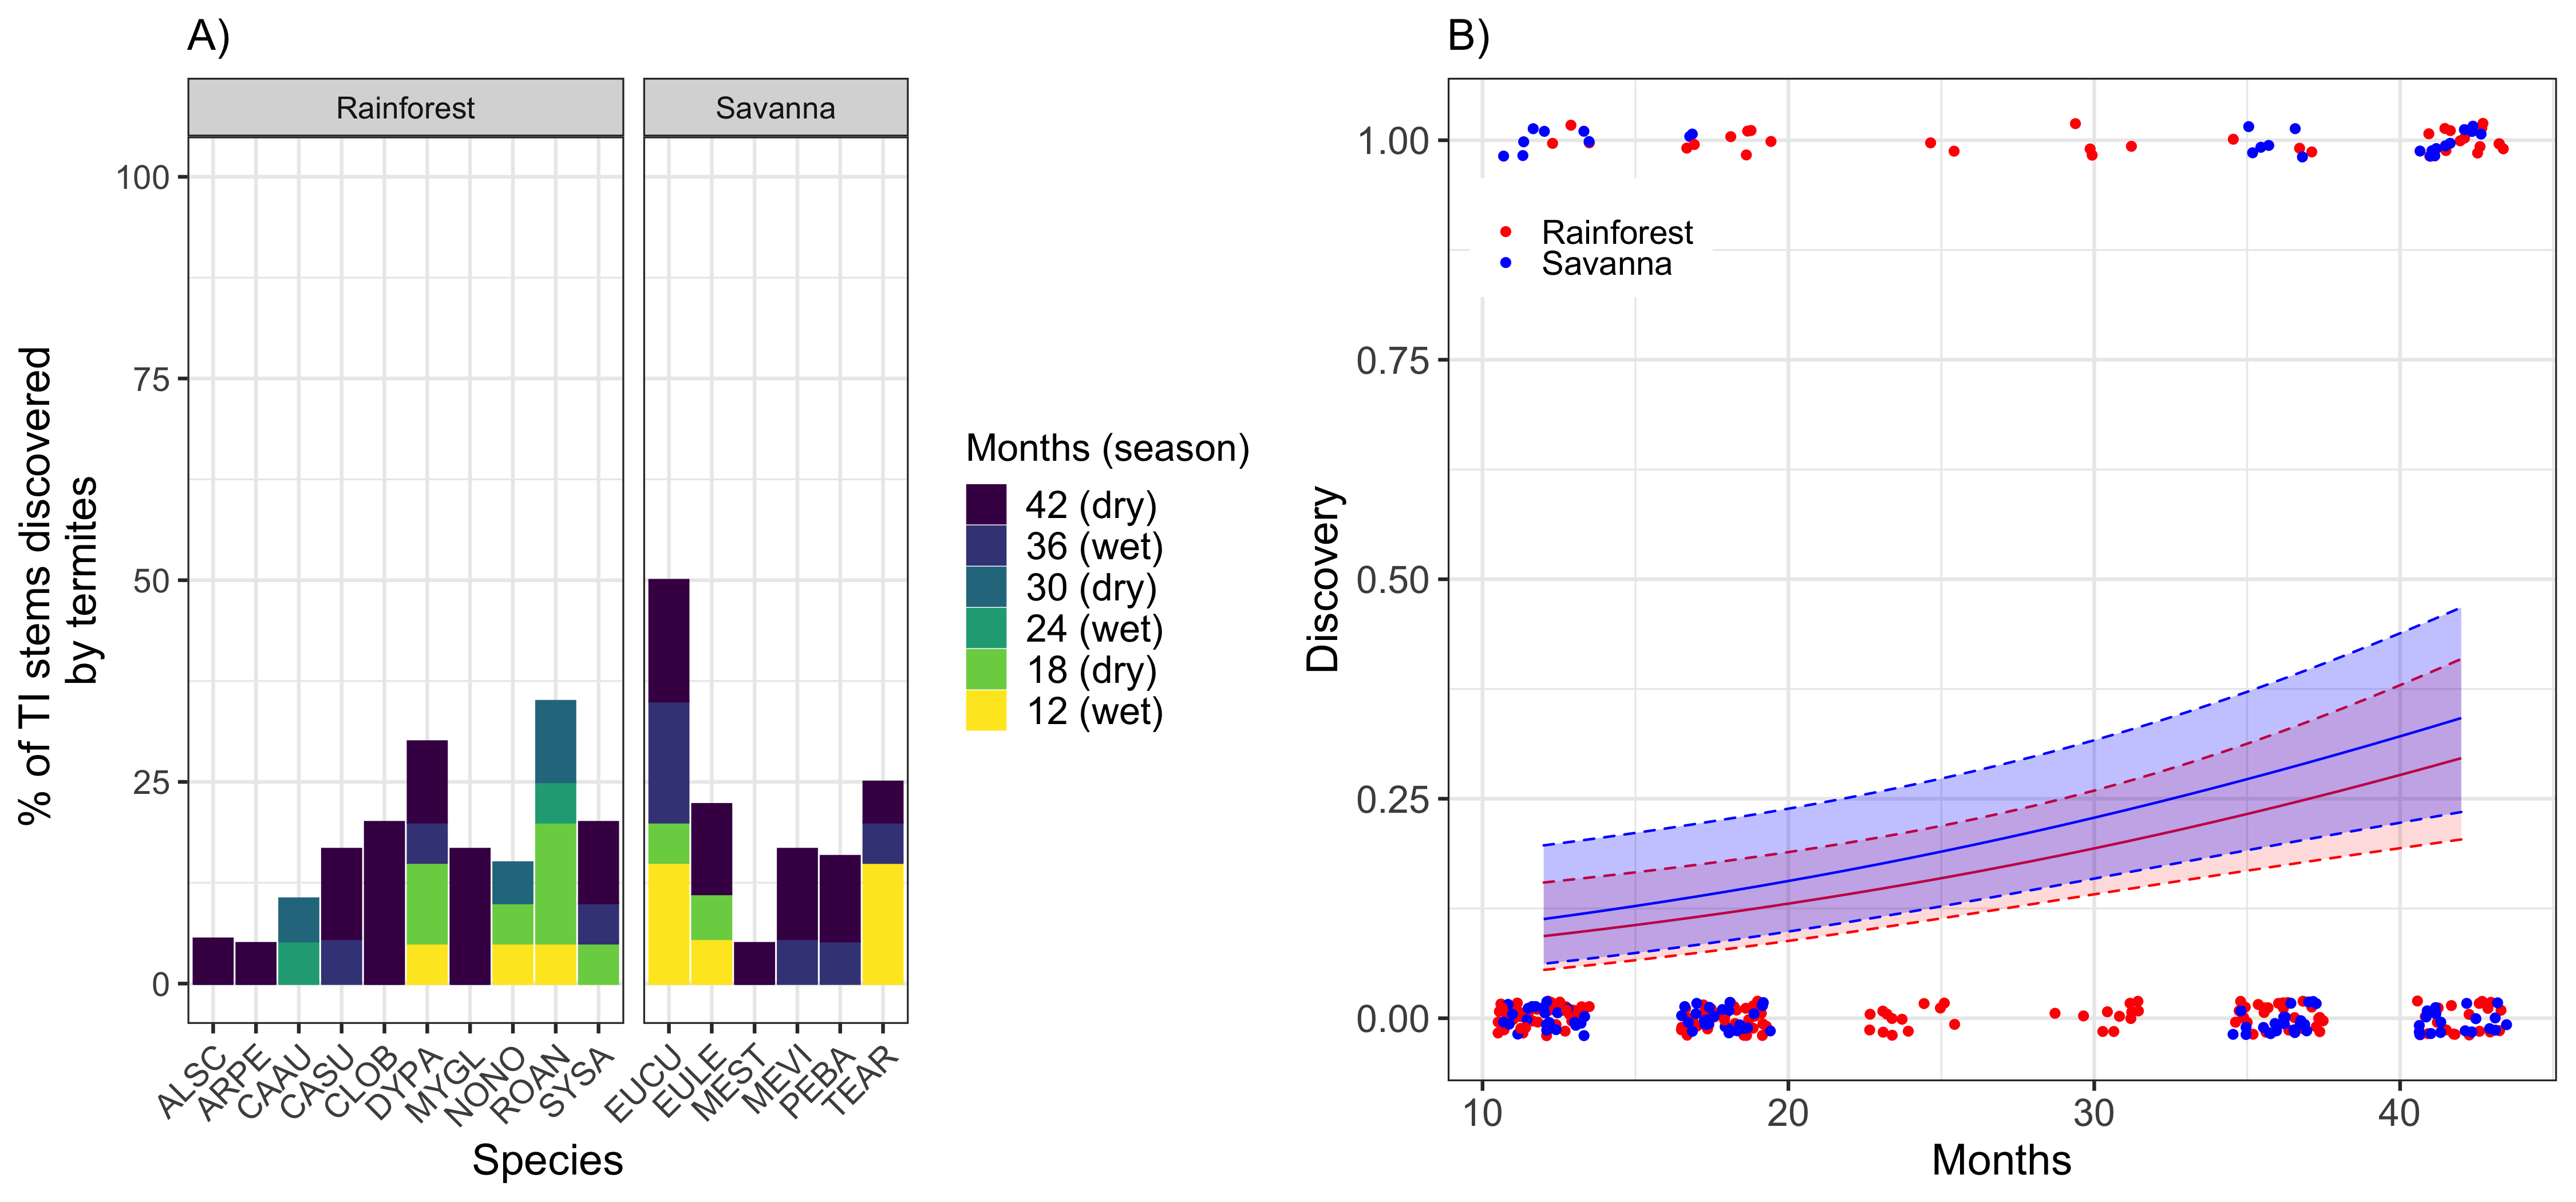 A)
Rainforest
Savanna
% of TI stems discovered
by termites
100
75
50
25
0
ALSC
ARPE
CAAU
CASU
CLOB
DYPA
MYGL
NONO
ROAN
SYSA
EUCU
EULE
MEST
MEVI
PEBA
TEAR
Species
Months (season)
42 (dry)
36 (wet)
30 (dry)
24 (wet)
18 (dry)
12 (wet)
B)
Discovery
1.00
0.75
0.50
0.25
0.00
Rainforest
Savanna
10
20
30
40
Months